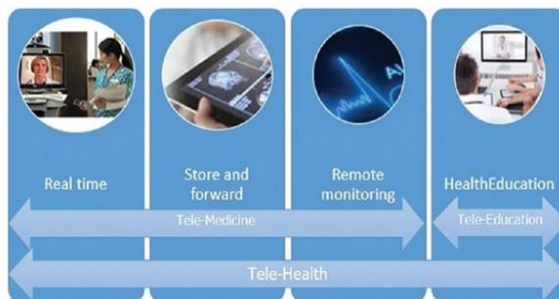 Real time
Store and
forward
Remote
monitoring
HealthEducation
Tele-Medicine
Tele-Education
Tele-Health